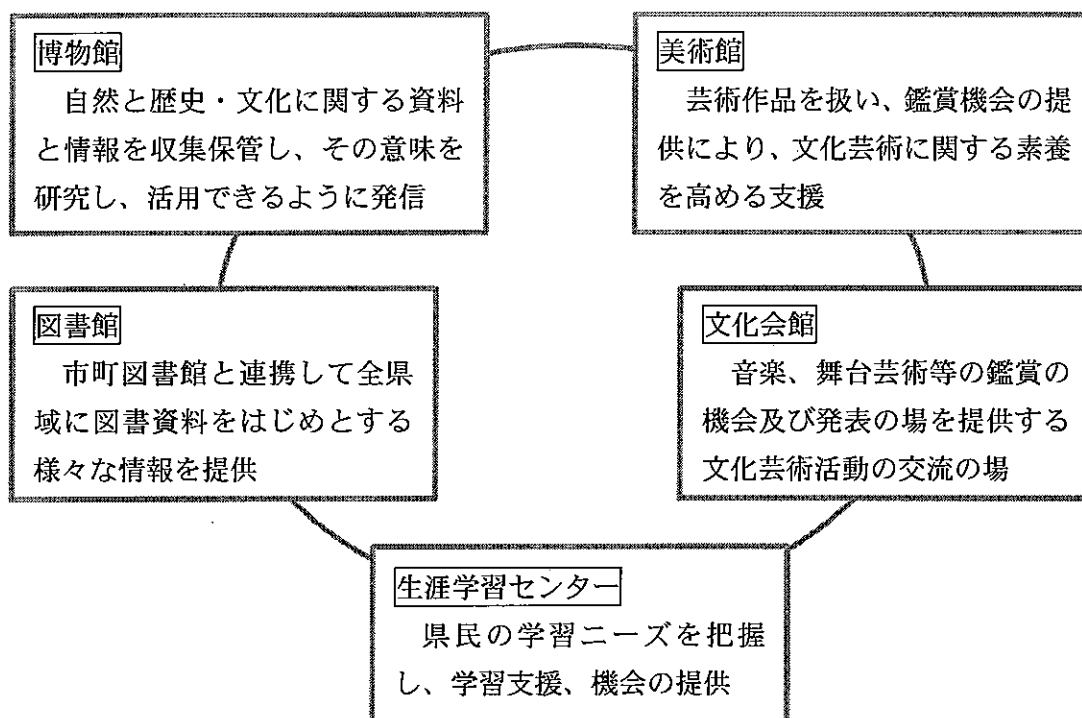 博物館
自然と歴史・文化に関する資料
と情報を収集保管し、その意味を
研究し、活用できるように発信
美術館
芸術作品を扱い、鑑賞機会の提
供により、文化芸術に関する素養
を高める支援
図書館
市町図書館と連携して全県
域に図書資料をはじめとする
様々な情報を提供
文化会館
音楽、舞台芸術等の鑑賞の
機会及び発表の場を提供する
文化芸術活動の交流の場
生涯学習センター
県民の学習ニーズを把握
し、学習支援、機会の提供